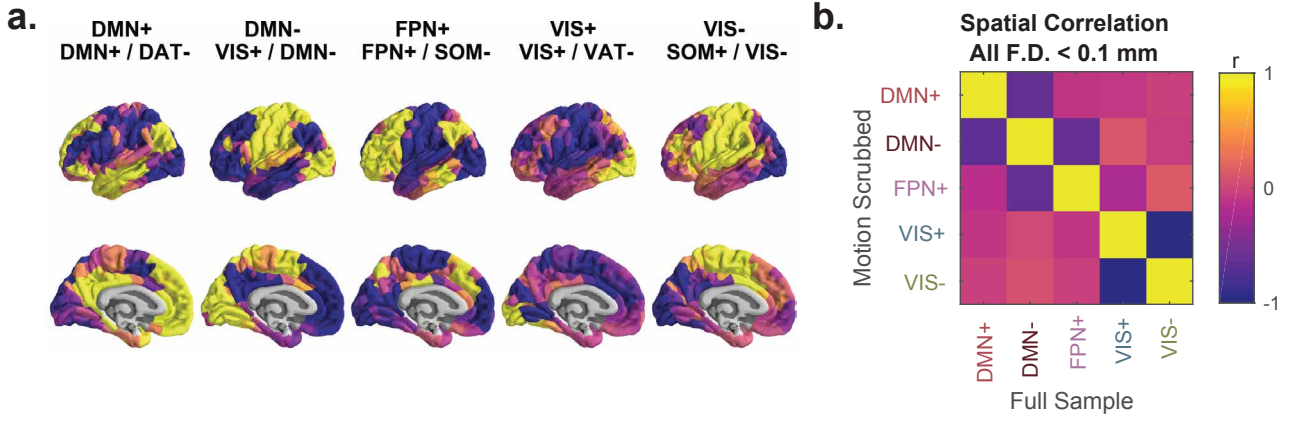 a.
DMN+
DMN+ / DAT-
DMN-
VIS+ / DMN-
FPN+
FPN+ / SOM-
VIS+
VIS+ / VAT-
VIS-
SOM+ / VIS-
b.
Spatial Correlation
All F.D. < 0.1 mm
r
1
0
-1
Motion Scrubbed
DMN+
DMN-
FPN+
VIS+
VIS-
DMN+
DMN-
FPN+
VIS+
VIS-
Full Sample